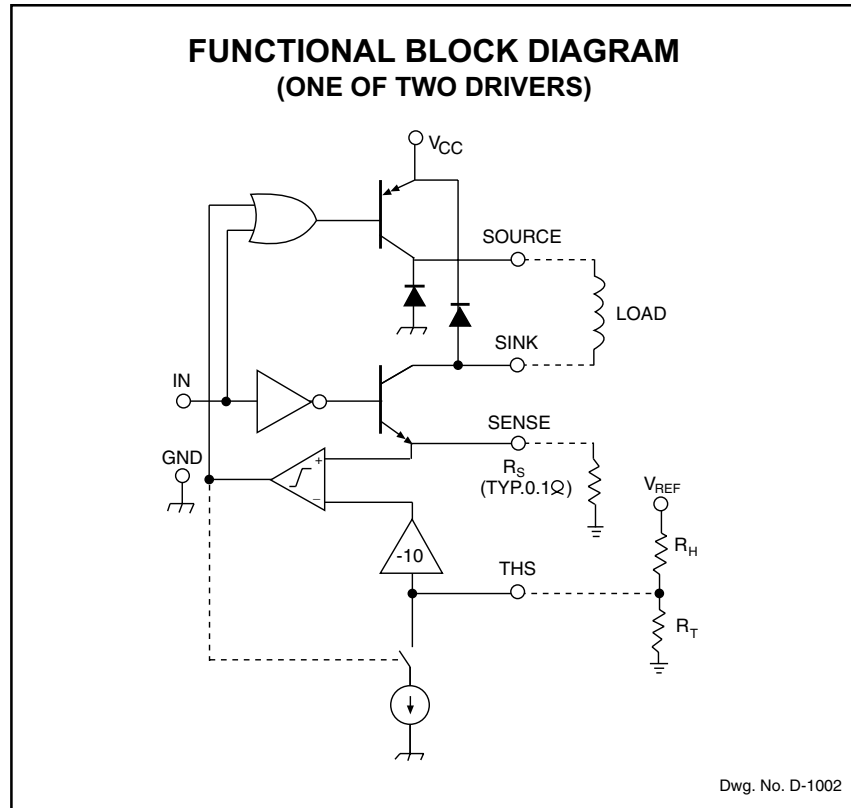 FUNCTIONAL BLOCK DIAGRAM
(ONE OF TWO DRIVERS)
VCC
SOURCE
LOAD
SINK
IN
SENSE
GND
+
RS
(TYP.0.1Ω)
−
VREF
-10
RH
THS
RT
Dwg. No. D-1002